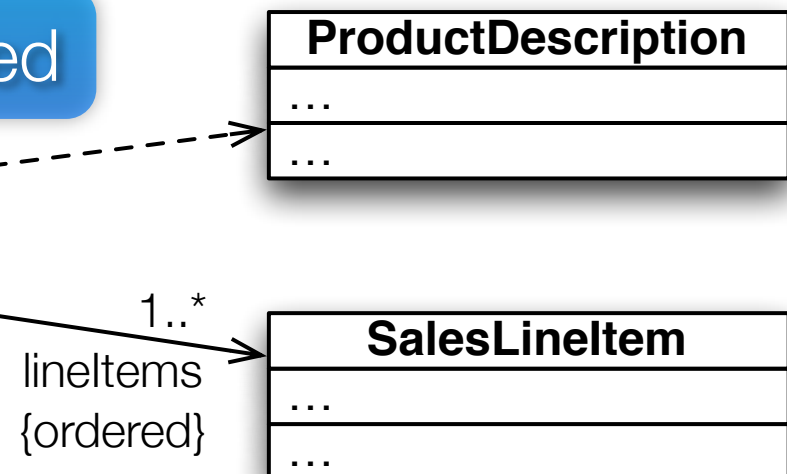 ed
ProductDescription
...
...
1..*
lineItems
{ordered}
SalesLineItem
...
...